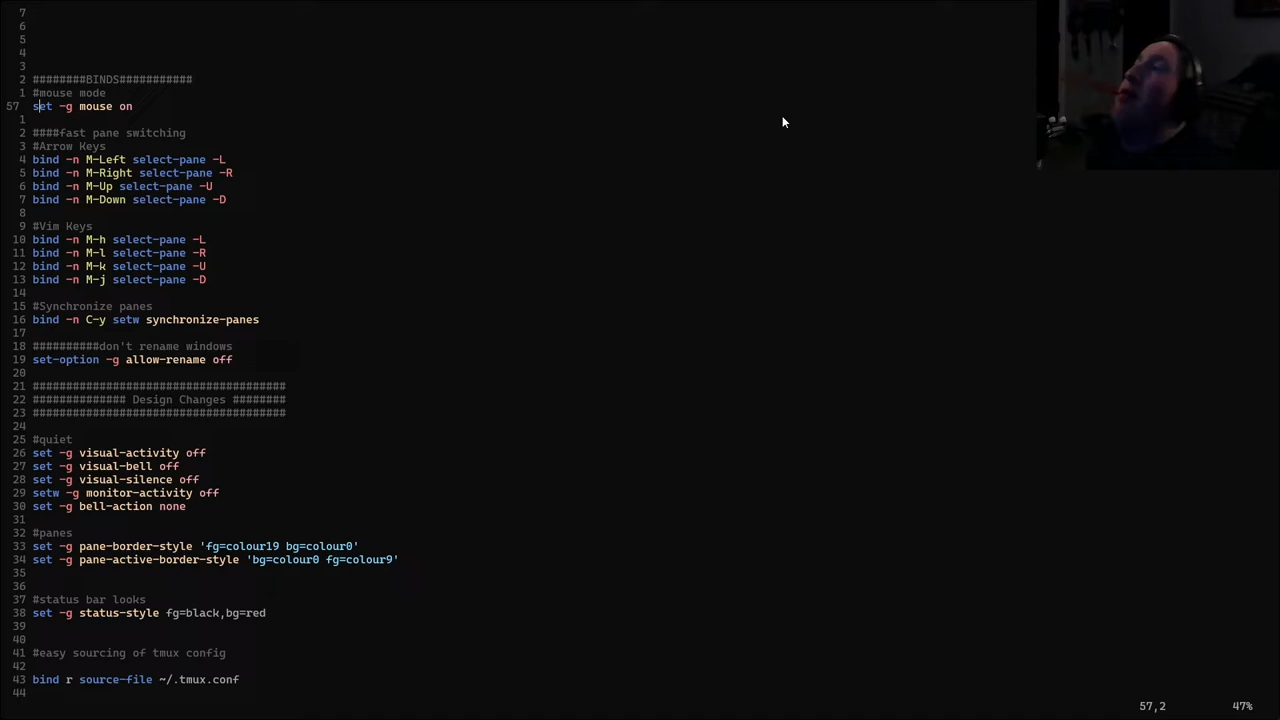 7
6
5
4
3
2 ########BINDS###########
1 #mouse mode
57 set -g mouse on
1
2 ####fast pane switching
3 #Arrow Keys
4 bind -n M-Left select-pane -L
5 bind -n M-Right select-pane -R
6 bind -n M-Up select-pane -U
7 bind -n M-Down select-pane -D
8
9 #Vim Keys
10 bind -n M-h select-pane -L
11 bind -n M-l select-pane -R
12 bind -n M-k select-pane -U
13 bind -n M-j select-pane -D
14
15 #Synchronize panes
16 bind -n C-y setw synchronize-panes
17
18 ##########don't rename windows
19 set-option -g allow-rename off
20
21 ######################################
22 ############## Design Changes ########
23 ######################################
24
25 #quiet
26 set -g visual-activity off
27 set -g visual-bell off
28 set -g visual-silence off
29 setw -g monitor-activity off
30 set -g bell-action none
31
32 #panes
33 set -g pane-border-style 'fg=colour19 bg=colour0'
34 set -g pane-active-border-style 'bg=colour0 fg=colour9'
35
36
37 #status bar looks
38 set -g status-style fg=black,bg=red
39
40
41 #easy sourcing of tmux config
42
43 bind r source-file ~/.tmux.conf
44
57,2 47%